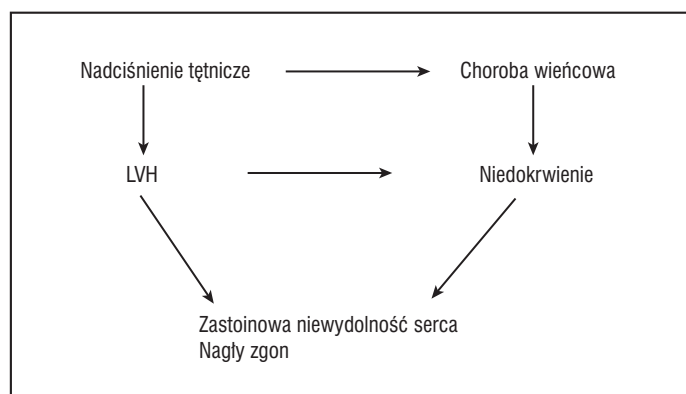 Nadciśnienie tętnicze
Choroba wieńcowa
LVH
Niedokrwienie
Zastoinowa niewydolność serca
Nagły zgon